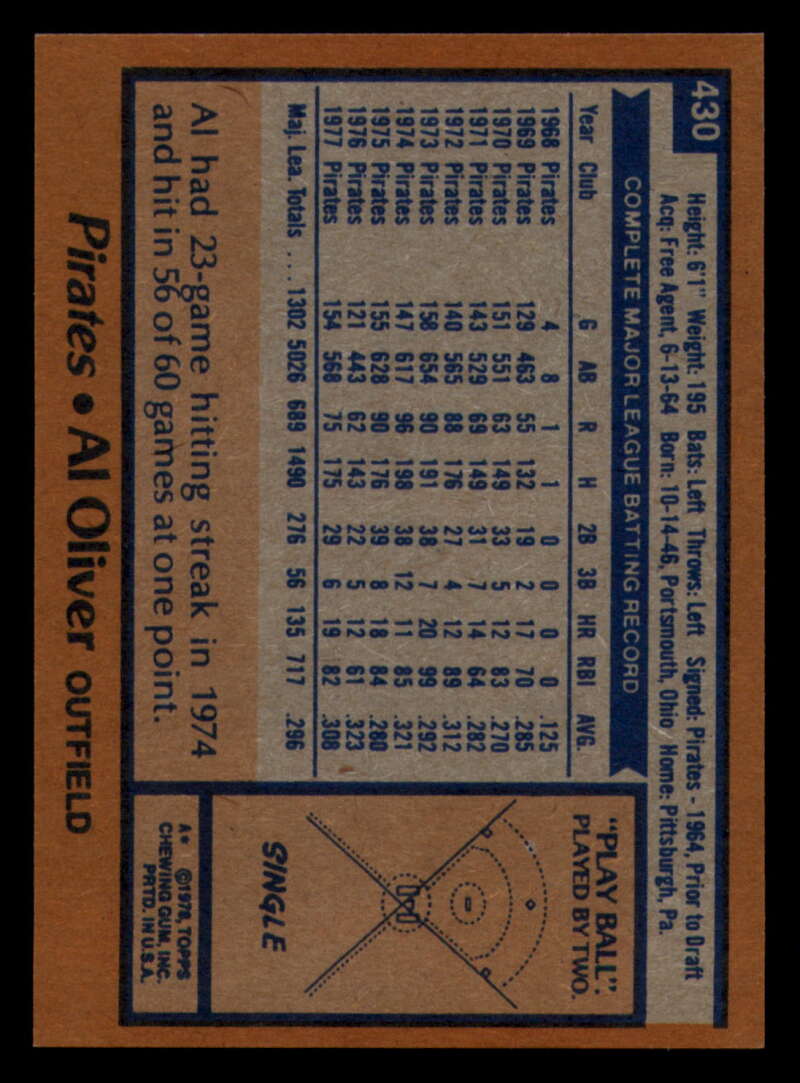 430
Height: 6'1" Weight: 195 Bats: Left Throws: Left Signed: Pirates - 1964, Prior to Draft
Acq: Free Agent, 6-13-64 Born: 10-14-46, Portsmouth, Ohio Home: Pittsburgh, Pa.
COMPLETE MAJOR LEAGUE BATTING RECORD
Year Club G AB R H 2B 3B HR RBI AVG.
1968 Pirates 4 8 1 1 0 0 0 0 .125
1969 Pirates 129 463 55 132 19 2 17 70 .285
1970 Pirates 151 551 63 149 33 5 12 83 .270
1971 Pirates 143 529 69 149 31 7 14 64 .282
1972 Pirates 140 565 88 176 27 4 12 89 .312
1973 Pirates 158 654 90 191 38 7 20 99 .292
1974 Pirates 147 617 96 198 38 12 11 85 .321
1975 Pirates 155 628 90 176 39 8 18 84 .280
1976 Pirates 121 443 62 143 22 5 12 61 .323
1977 Pirates 154 568 75 175 29 6 19 82 .308
Maj. Lea. Totals .... 1302 5026 689 1490 276 56 135 717 .296
Al had 23-game hitting streak in 1974
and hit in 56 of 60 games at one point.
"PLAY BALL":
PLAYED BY TWO.
SINGLE
A* ©1978, TOPPS
CHEWING GUM, INC.
PRTD. IN U.S.A.
Pirates • Al Oliver OUTFIELD